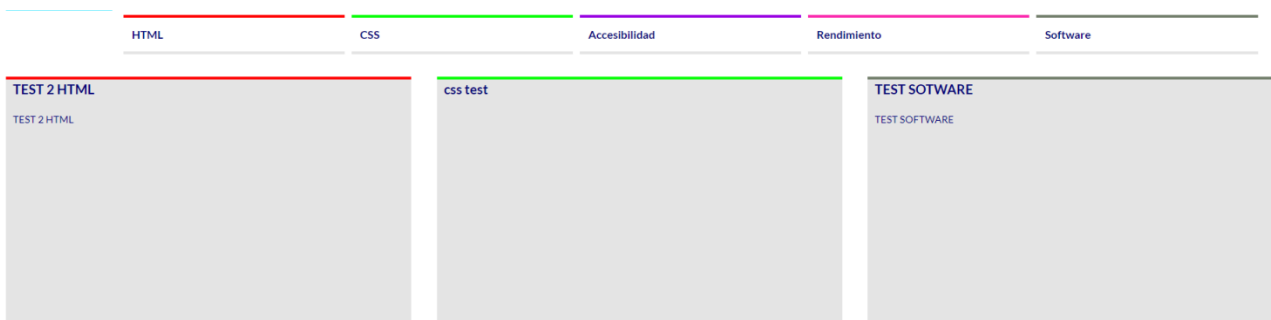 HTML
CSS
Accesibilidad
Rendimiento
Software
TEST 2 HTML
TEST 2 HTML
css test
TEST SOTWARE
TEST SOFTWARE